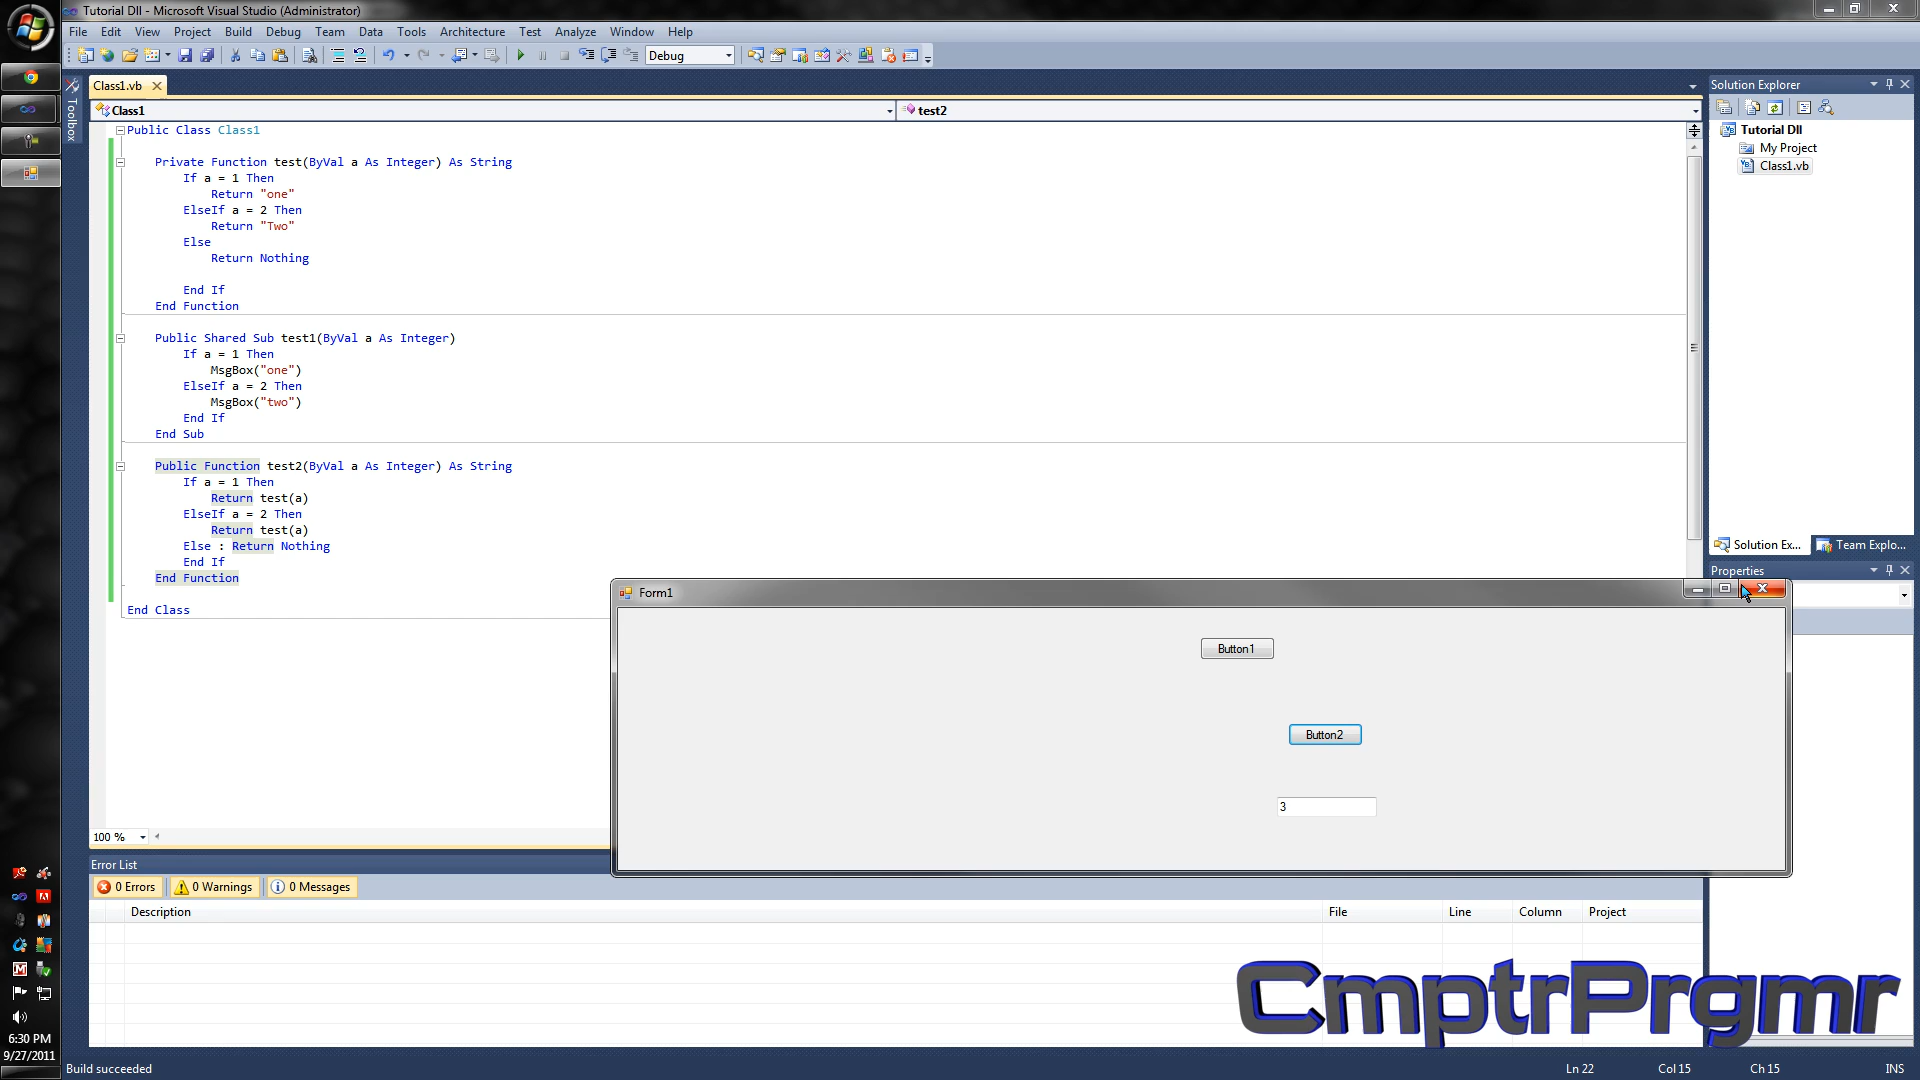 Tutorial Dll - Microsoft Visual Studio (Administrator)
File Edit View Project Build Debug Team Data Tools Architecture Test Analyze Window Help
Debug
Toolbox
Class1.vb
Class1
test2
Public Class Class1
Private Function test(ByVal a As Integer) As String
If a = 1 Then
Return "one"
ElseIf a = 2 Then
Return "Two"
Else
Return Nothing
End If
End Function
Public Shared Sub test1(ByVal a As Integer)
If a = 1 Then
MsgBox("one")
ElseIf a = 2 Then
MsgBox("two")
End If
End Sub
Public Function test2(ByVal a As Integer) As String
If a = 1 Then
Return test(a)
ElseIf a = 2 Then
Return test(a)
Else : Return Nothing
End If
End Function
End Class
100 %
Solution Explorer
Tutorial Dll
My Project
Class1.vb
Solution Ex...
Team Explo...
Properties
Form1
Button1
Button2
3
Error List
0 Errors
0 Warnings
0 Messages
Description File Line Column Project
CmptrPrgmr
6:30 PM
9/27/2011
Build succeeded
Ln 22 Col 15 Ch 15 INS